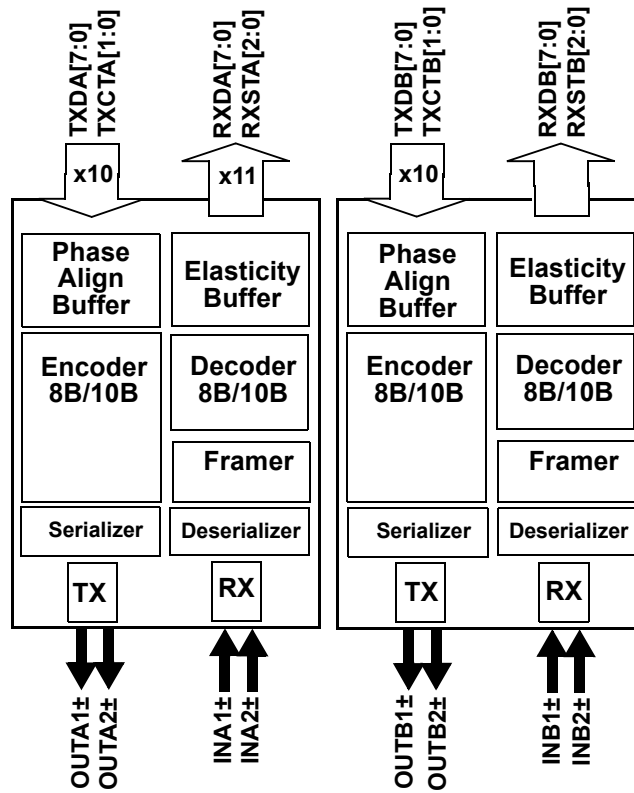 TXDA[7:0]
TXCTA[1:0]
RXDA[7:0]
RXSTA[2:0]
TXDB[7:0]
TXCTB[1:0]
RXDB[7:0]
RXSTB[2:0]
x10
x11
x10
Phase
Align
Buffer
Elasticity
Buffer
Phase
Align
Buffer
Elasticity
Buffer
Encoder
8B/10B
Decoder
8B/10B
Encoder
8B/10B
Decoder
8B/10B
Framer
Framer
Serializer
Deserializer
Serializer
Deserializer
TX
RX
TX
RX
OUTA1±
OUTA2±
INA1±
INA2±
OUTB1±
OUTB2±
INB1±
INB2±